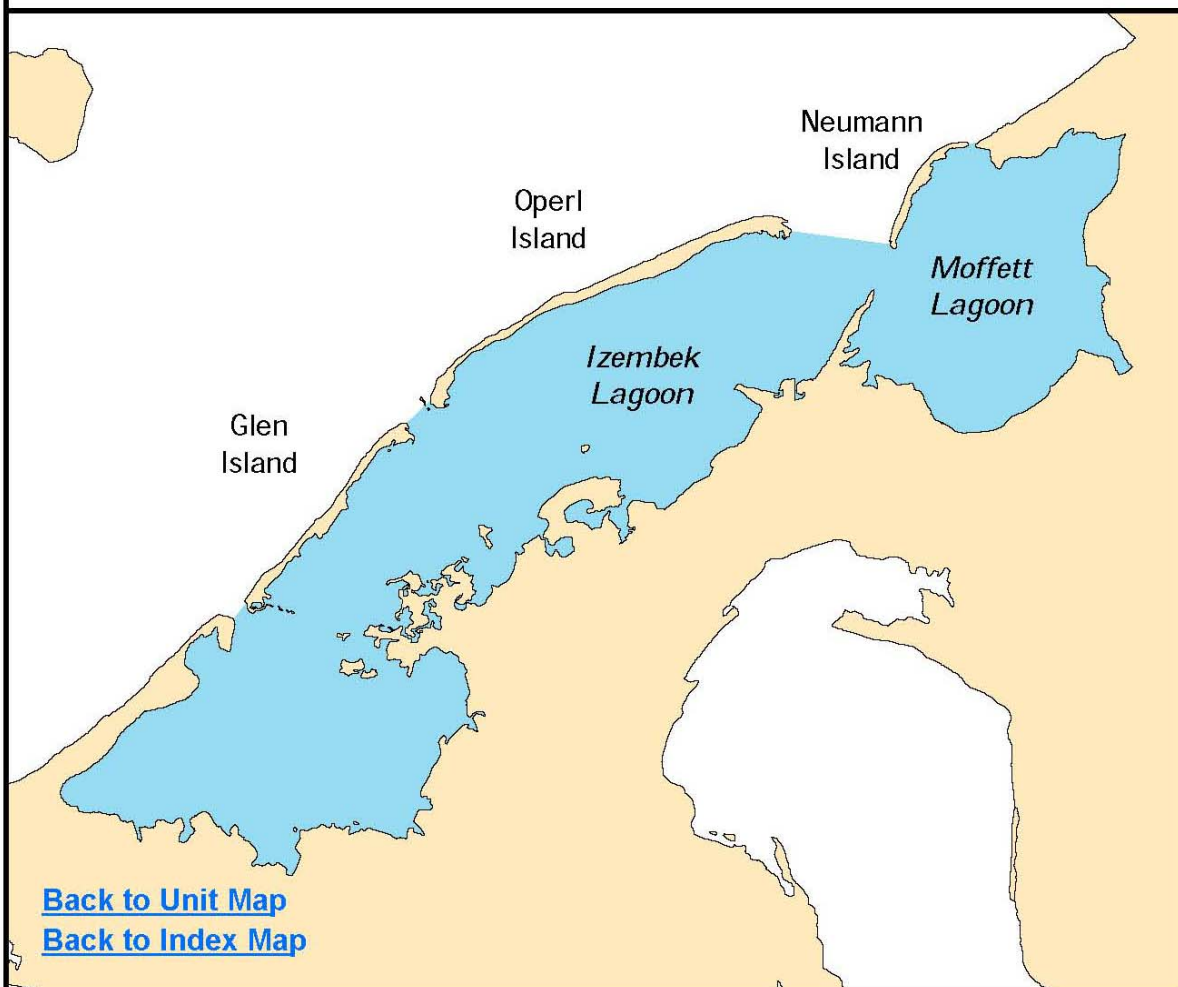 Neumann
Island
Operl
Island
Moffett
Lagoon
Izembek
Lagoon
Glen
Island
Back to Unit Map
Back to Index Map